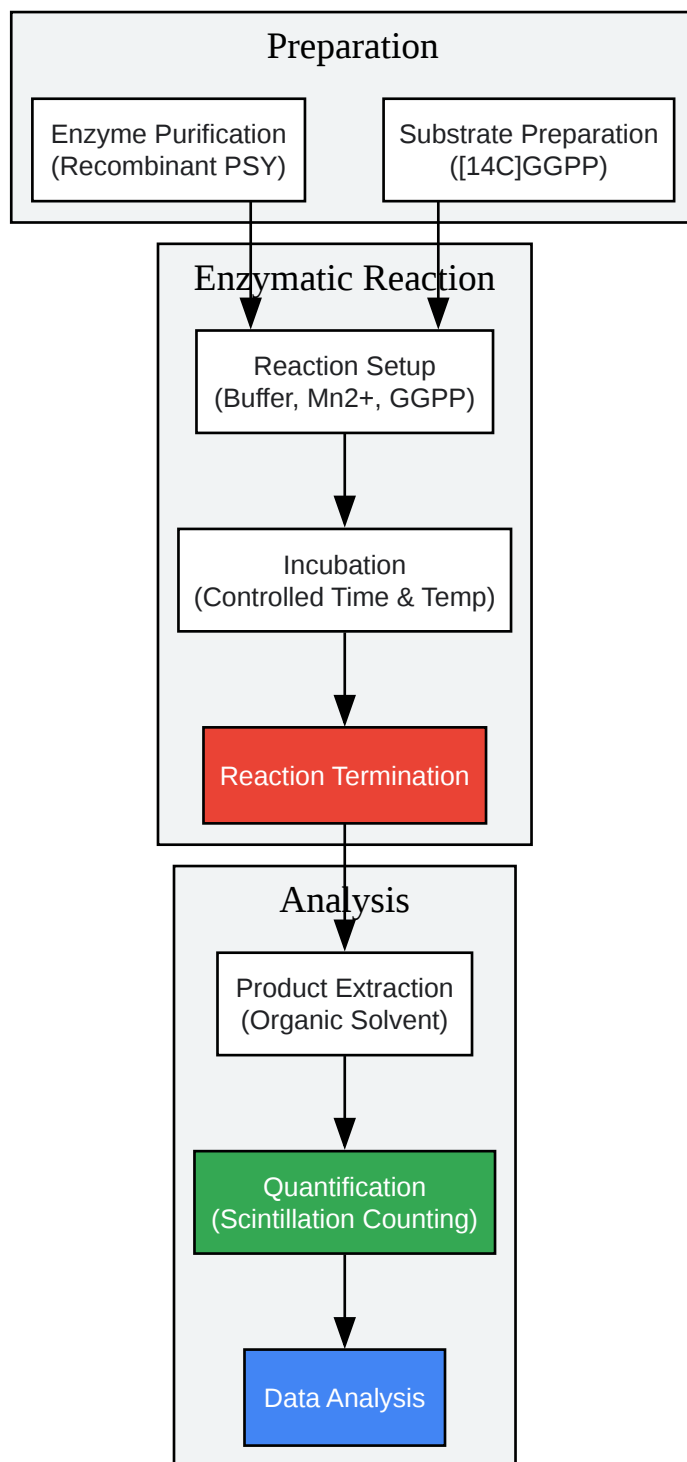 Preparation
Enzyme Purification
(Recombinant PSY)
Substrate Preparation
([14C]GGPP)
Enzymatic Reaction
Reaction Setup
(Buffer, Mn2+, GGPP)
Incubation
(Controlled Time & Temp)
Reaction Termination
Analysis
Product Extraction
(Organic Solvent)
Quantification
(Scintillation Counting)
Data Analysis